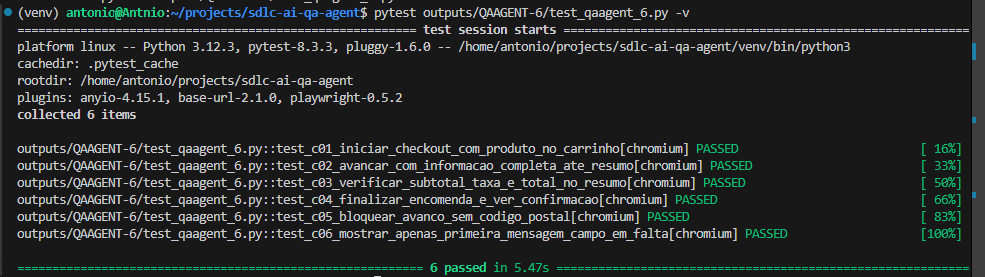 (venv) antonio@Antnio:~/projects/sdlc-ai-qa-agent$ pytest outputs/QAAGENT-6/test_qaagent_6.py -v
============================= test session starts =============================
platform linux -- Python 3.12.3, pytest-8.3.3, pluggy-1.6.0 -- /home/antonio/projects/sdlc-ai-qa-agent/venv/bin/python3
cachedir: .pytest_cache
rootdir: /home/antonio/projects/sdlc-ai-qa-agent
plugins: anyio-4.15.1, base-url-2.1.0, playwright-0.5.2
collected 6 items
outputs/QAAGENT-6/test_qaagent_6.py::test_c01_iniciar_checkout_com_produto_no_carrinho[chromium] PASSED [ 16%]
outputs/QAAGENT-6/test_qaagent_6.py::test_c02_avancar_com_informacao_completa_ate_resumo[chromium] PASSED [ 33%]
outputs/QAAGENT-6/test_qaagent_6.py::test_c03_verificar_subtotal_taxa_e_total_no_resumo[chromium] PASSED [ 50%]
outputs/QAAGENT-6/test_qaagent_6.py::test_c04_finalizar_encomenda_e_ver_confirmacao[chromium] PASSED [ 66%]
outputs/QAAGENT-6/test_qaagent_6.py::test_c05_bloquear_avanco_sem_codigo_postal[chromium] PASSED [ 83%]
outputs/QAAGENT-6/test_qaagent_6.py::test_c06_mostrar_apenas_primeira_mensagem_campo_em_falta[chromium] PASSED [100%]
============================= 6 passed in 5.47s =============================